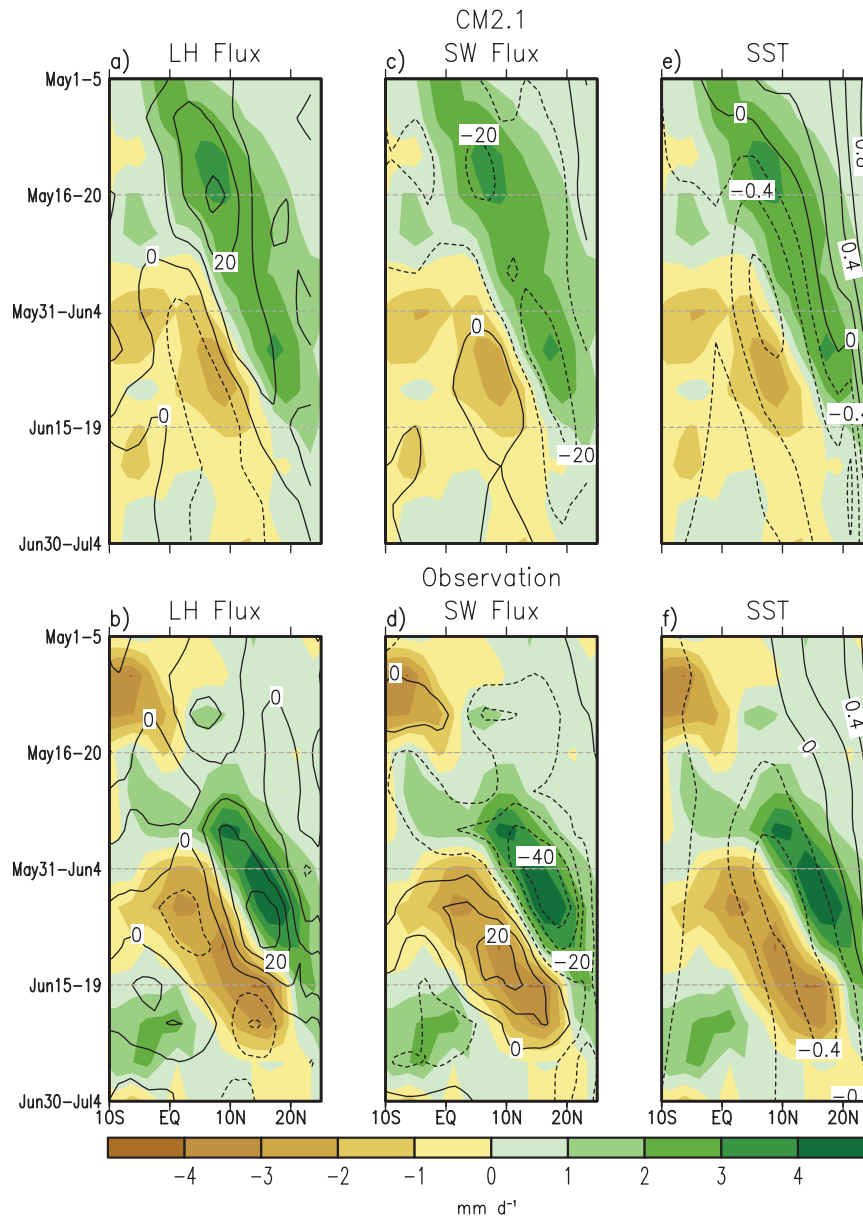 CM2.1
a) LH Flux c) SW Flux e) SST
May1-5
May16-20
May31-Jun4
Jun15-19
Jun30-Jul4
0
20
0
-20
0
-20
0
-0.4
0.4
0
Observation
b) LH Flux d) SW Flux f) SST
May1-5
May16-20
May31-Jun4
Jun15-19
Jun30-Jul4
0
0
0
0
20
0
-40
20
-20
0
0.4
0
-0.4
10S EQ 10N 20N 10S EQ 10N 20N 10S EQ 10N 20N
-4 -3 -2 -1 0 1 2 3 4
mm d⁻¹